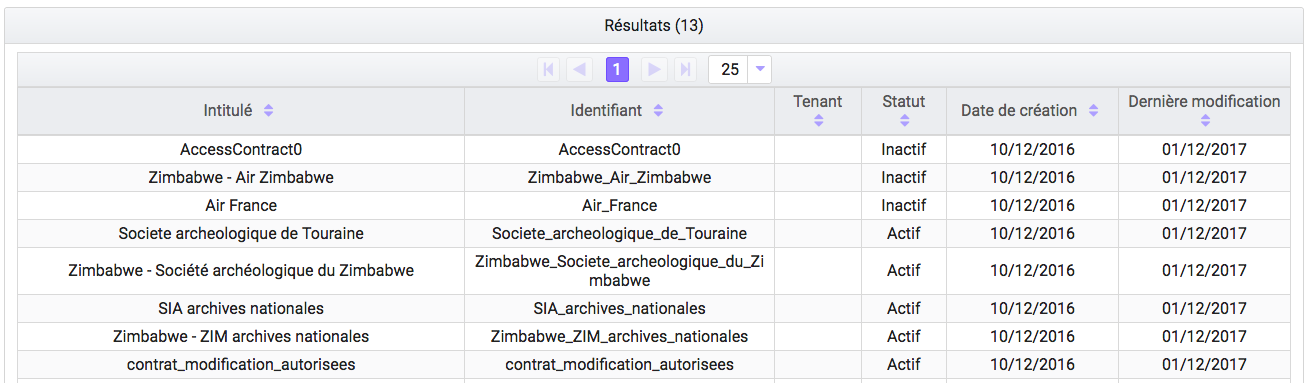 Résultats (13)
1 25
Intitulé Identifiant Tenant Statut Date de création Dernière modification
AccessContract0 AccessContract0 Inactif 10/12/2016 01/12/2017
Zimbabwe - Air Zimbabwe Zimbabwe_Air_Zimbabwe Inactif 10/12/2016 01/12/2017
Air France Air_France Inactif 10/12/2016 01/12/2017
Societe archeologique de Touraine Societe_archeologique_de_Touraine Actif 10/12/2016 01/12/2017
Zimbabwe - Société archéologique du Zimbabwe Zimbabwe_Societe_archeologique_du_Zi Actif 10/12/2016 01/12/2017
mbabwe
SIA archives nationales SIA_archives_nationales Actif 10/12/2016 01/12/2017
Zimbabwe - ZIM archives nationales Zimbabwe_ZIM_archives_nationales Actif 10/12/2016 01/12/2017
contrat_modification_autorisees contrat_modification_autorisees Actif 10/12/2016 01/12/2017